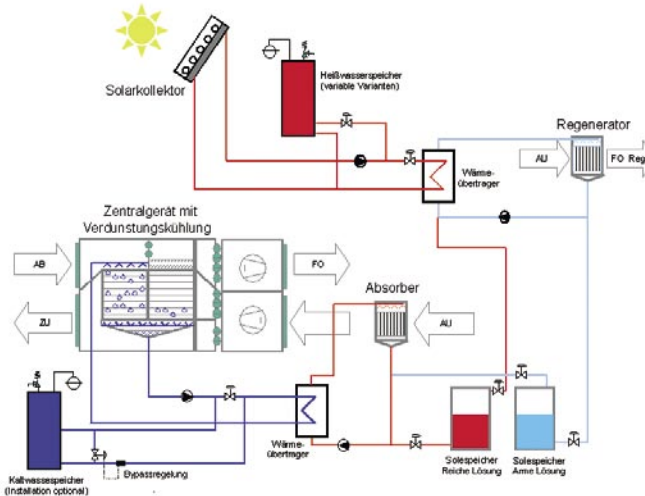 Solarkollektor
Heißwasserspeicher
(variable Varianten)
Regenerator
AU
FO Reg
Wärme-
übertrager
Zentralgerät mit
Verdunstungskühlung
AB
FO
ZU
Absorber
AU
Kaltwasserspeicher
(Installation optional)
Bypassregelung
Wärme-
übertrager
Solespeicher
Reiche Lösung
Solespeicher
Arme Lösung